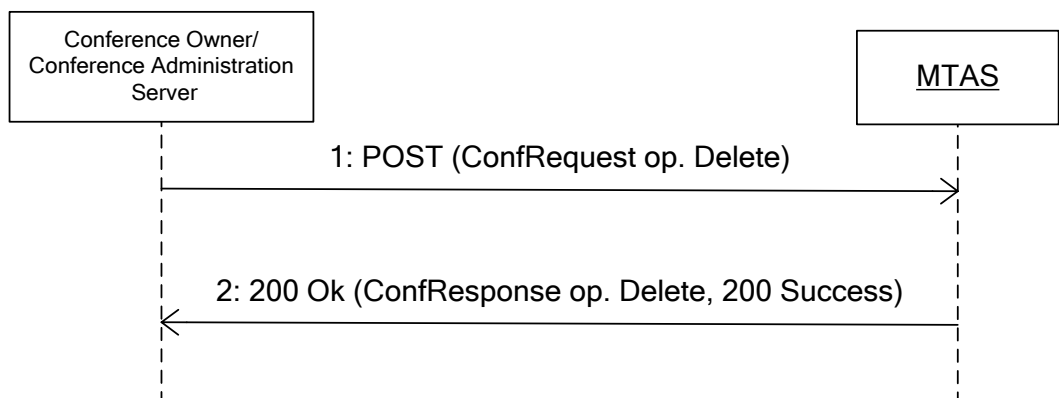 Conference Owner/
Conference Administration
Server
MTAS
1: POST (ConfRequest op. Delete)
2: 200 Ok (ConfResponse op. Delete, 200 Success)